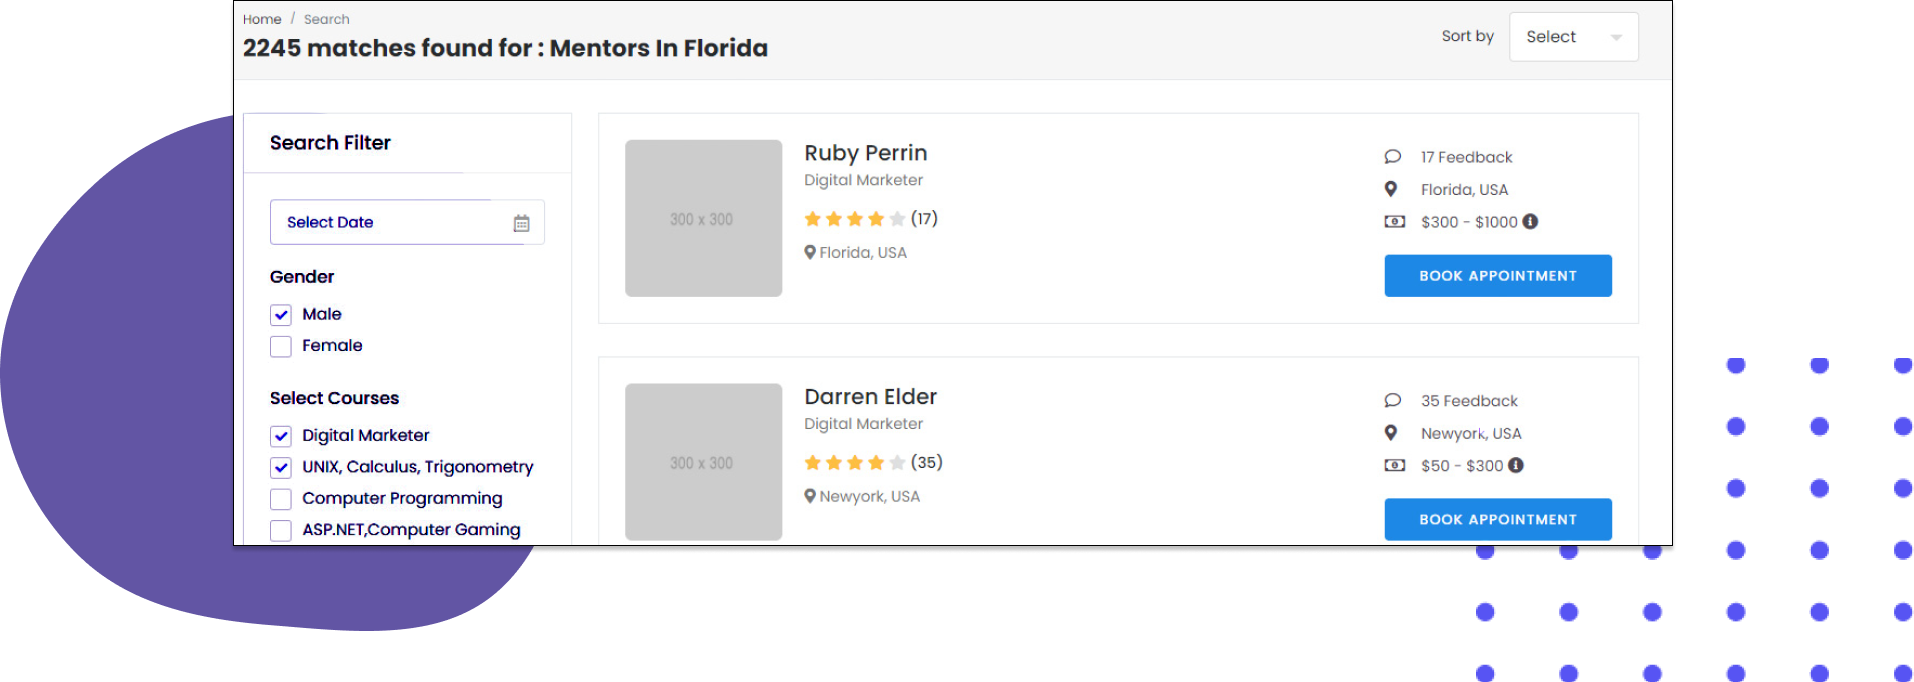 Home / Search
2245 matches found for : Mentors In Florida
Sort by
Select
Search Filter
Select Date
Gender
Male
Female
Select Courses
Digital Marketer
UNIX, Calculus, Trigonometry
Computer Programming
ASP.NET,Computer Gaming
300 x 300
Ruby Perrin
Digital Marketer
(17)
Florida, USA
17 Feedback
Florida, USA
$300 - $1000
BOOK APPOINTMENT
300 x 300
Darren Elder
Digital Marketer
(35)
Newyork, USA
35 Feedback
Newyork, USA
$50 - $300
BOOK APPOINTMENT